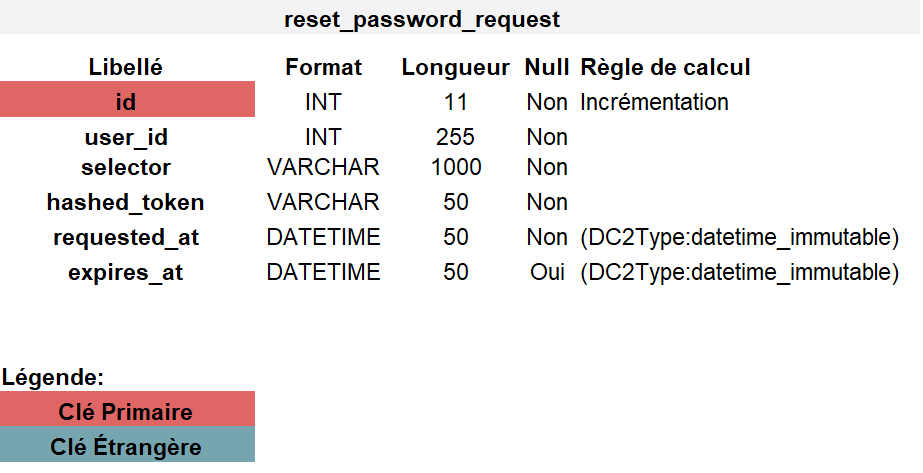 reset_password_request
Libellé Format Longueur Null Règle de calcul
id INT 11 Non Incrémentation
user_id INT 255 Non
selector VARCHAR 1000 Non
hashed_token VARCHAR 50 Non
requested_at DATETIME 50 Non (DC2Type:datetime_immutable)
expires_at DATETIME 50 Oui (DC2Type:datetime_immutable)
Légende:
Clé Primaire
Clé Étrangère